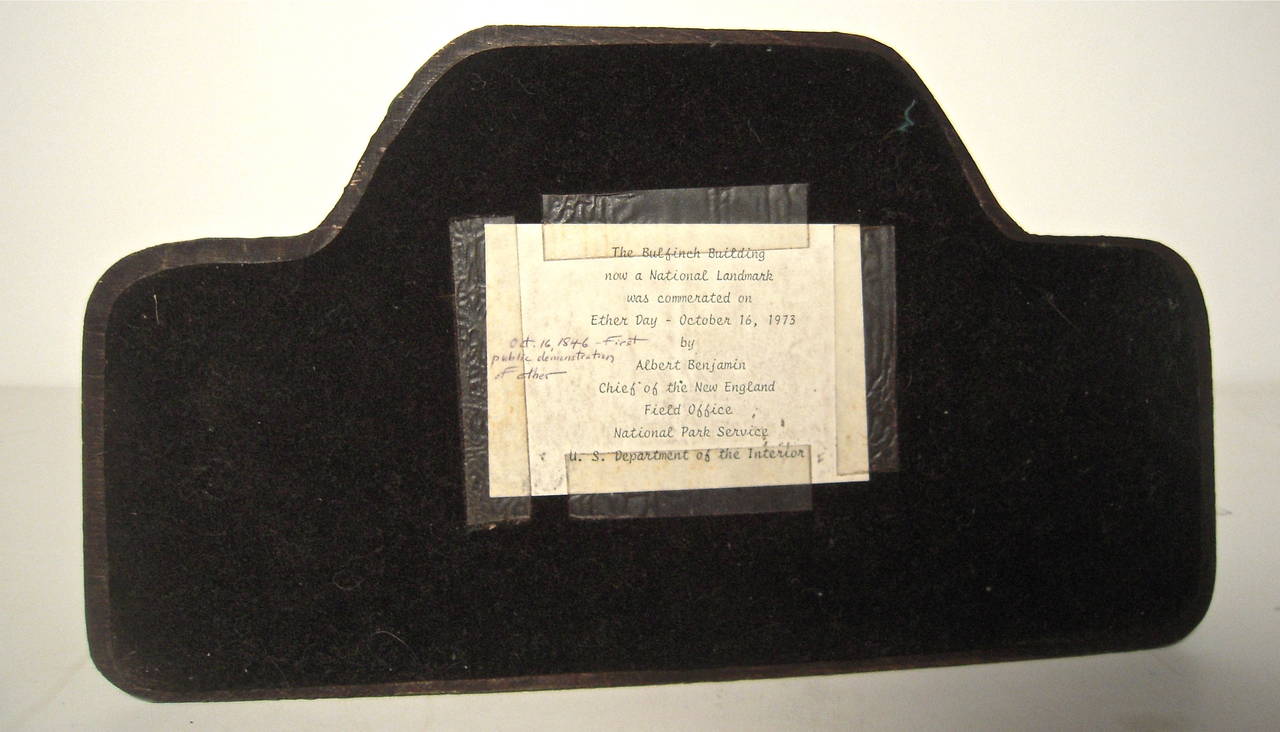 The Bulfinch Building
now a National Landmark
was commerated on
Ether Day - October 16, 1973
by
Albert Benjamin
Chief of the New England
Field Office
National Park Service
U. S. Department of the Interior
Oct. 16, 1846 - First
public demonstration
of ether